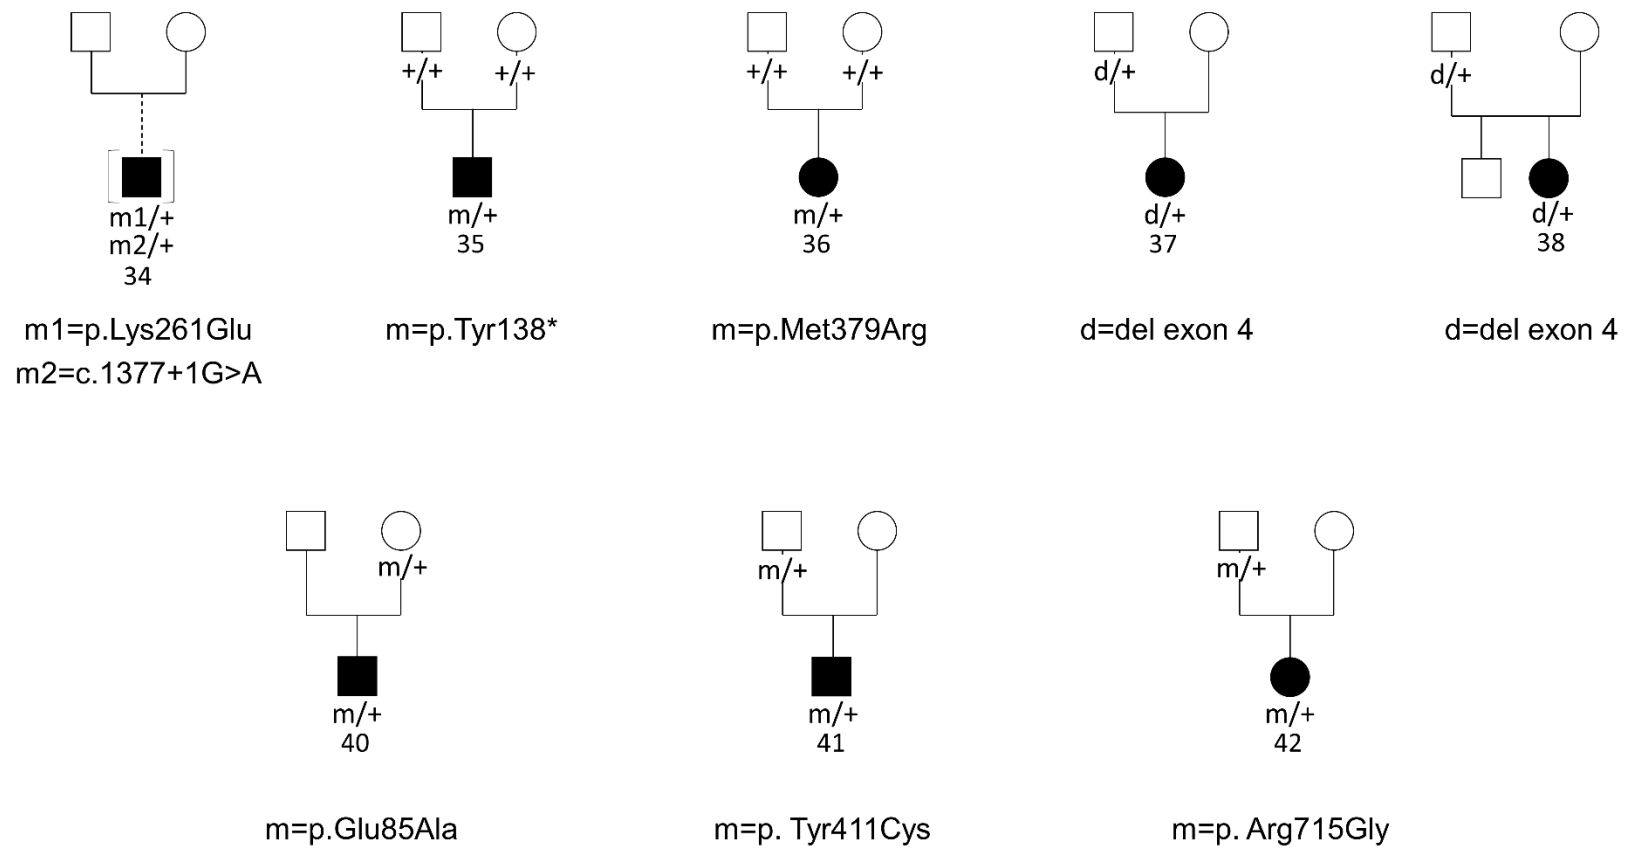 +/+ +/+ +/+ +/+ d/+ d/+
m1/+ m/+ m/+ d/+ d/+
m2/+ 35 36 37 38
34
m1=p.Lys261Glu m=p.Tyr138* m=p.Met379Arg d=del exon 4 d=del exon 4
m2=c.1377+1G>A
m/+ m/+ m/+
m/+ m/+ m/+
40 41 42
m=p.Glu85Ala m=p. Tyr411Cys m=p. Arg715Gly